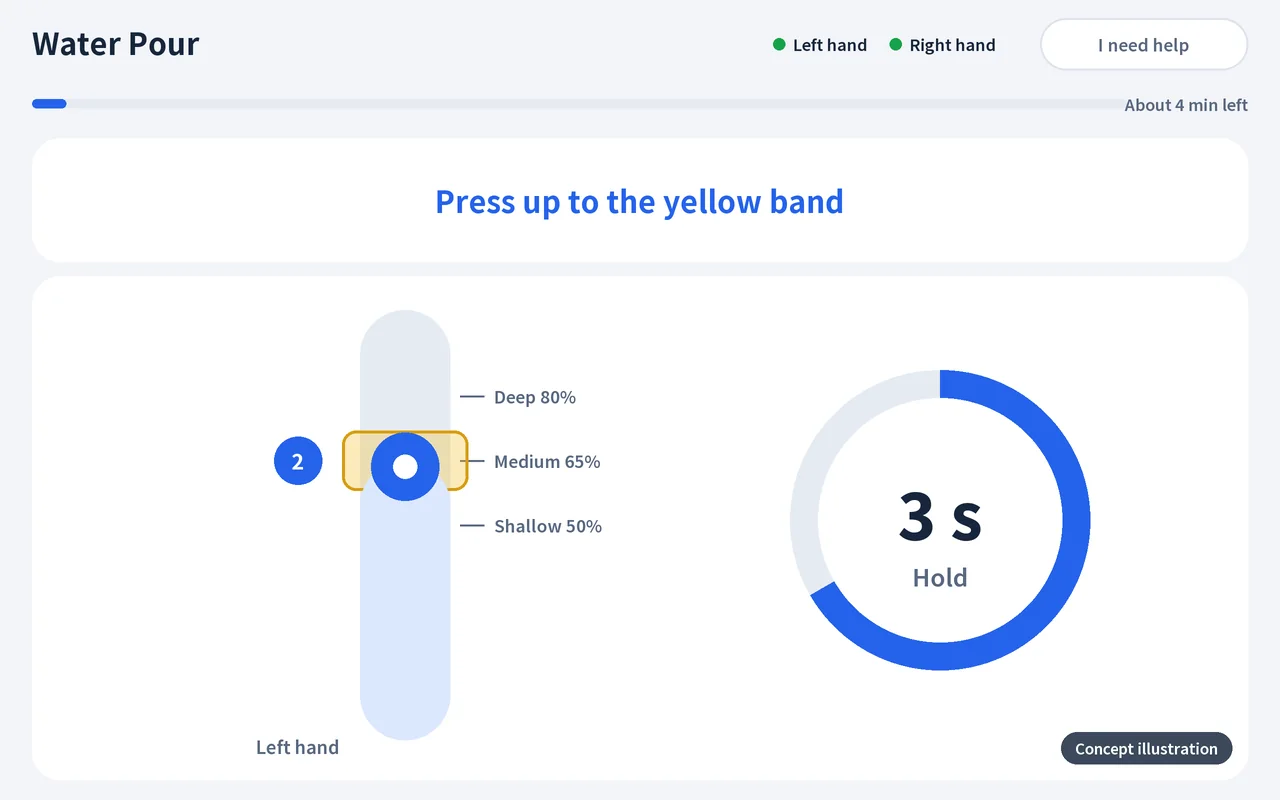 Water Pour
Left hand
Right hand
I need help
About 4 min left
Press up to the yellow band
Deep 80%
2
Medium 65%
Shallow 50%
3 s
Hold
Left hand
Concept illustration